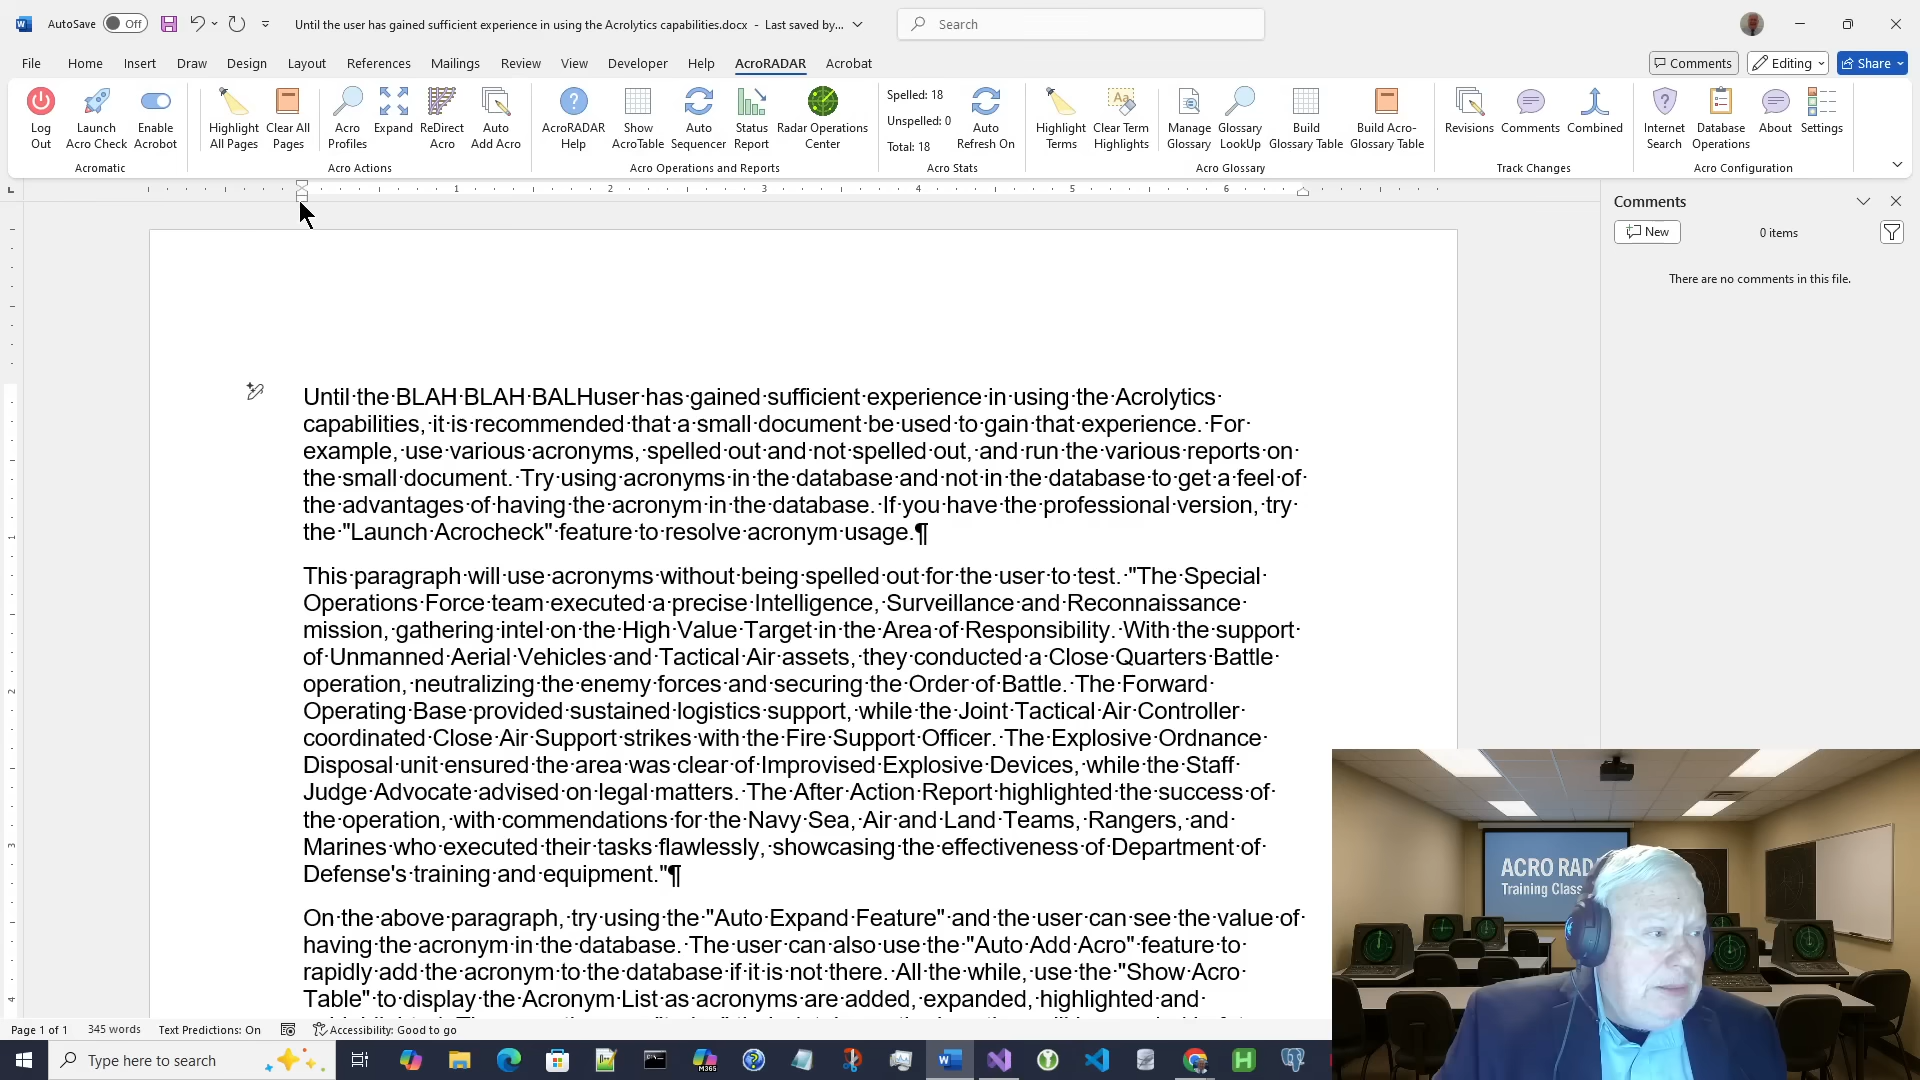 AutoSave Off Until the user has gained sufficient experience in using the Acrolytics capabilities.docx - Last saved by... Search
File Home Insert Draw Design Layout References Mailings Review View Developer Help AcroRADAR Acrobat Comments Editing Share
Log Out
Launch Acro Check
Enable Acrobot
Acromatic
Highlight All Pages
Clear All Pages
Acro Profiles
Expand
ReDirect Acro
Auto Add Acro
Acro Actions
AcroRADAR Help
Show AcroTable
Auto Sequencer
Status Report
Radar Operations Center
Acro Operations and Reports
Spelled: 18
Unspelled: 0
Total: 18
Auto Refresh On
Acro Stats
Highlight Terms
Clear Term Highlights
Manage Glossary
Glossary LookUp
Build Glossary Table
Build Acro-Glossary Table
Acro Glossary
Revisions
Comments
Combined
Track Changes
Internet Search
Database Operations
About
Settings
Acro Configuration
1 2 3 4 5 6
Comments
New 0 items
There are no comments in this file.
Until·the·BLAH·BLAH·BALHuser·has·gained·sufficient·experience·in·using·the·Acrolytics·
capabilities,·it·is·recommended·that·a·small·document·be·used·to·gain·that·experience.·For·
example,·use·various·acronyms,·spelled·out·and·not·spelled·out,·and·run·the·various·reports·on·
the·small·document.·Try·using·acronyms·in·the·database·and·not·in·the·database·to·get·a·feel·of·
the·advantages·of·having·the·acronym·in·the·database.·If·you·have·the·professional·version,·try·
the·"Launch·Acrocheck"·feature·to·resolve·acronym·usage.¶
This·paragraph·will·use·acronyms·without·being·spelled·out·for·the·user·to·test.·"The·Special·
Operations·Force·team·executed·a·precise·Intelligence,·Surveillance·and·Reconnaissance·
mission,·gathering·intel·on·the·High·Value·Target·in·the·Area·of·Responsibility.·With·the·support·
of·Unmanned·Aerial·Vehicles·and·Tactical·Air·assets,·they·conducted·a·Close·Quarters·Battle·
operation,·neutralizing·the·enemy·forces·and·securing·the·Order·of·Battle.·The·Forward·
Operating·Base·provided·sustained·logistics·support,·while·the·Joint·Tactical·Air·Controller·
coordinated·Close·Air·Support·strikes·with·the·Fire·Support·Officer.·The·Explosive·Ordnance·
Disposal·unit·ensured·the·area·was·clear·of·Improvised·Explosive·Devices,·while·the·Staff·
Judge·Advocate·advised·on·legal·matters.·The·After·Action·Report·highlighted·the·success·of·
the·operation,·with·commendations·for·the·Navy·Sea,·Air·and·Land·Teams,·Rangers,·and·
Marines·who·executed·their·tasks·flawlessly,·showcasing·the·effectiveness·of·Department·of·
Defense's·training·and·equipment."¶
On·the·above·paragraph,·try·using·the·"Auto·Expand·Feature"·and·the·user·can·see·the·value·of·
having·the·acronym·in·the·database.·The·user·can·also·use·the·"Auto·Add·Acro"·feature·to·
rapidly·add·the·acronym·to·the·database·if·it·is·not·there.·All·the·while,·use·the·"Show·Acro·
Table"·to·display·the·Acronym·List·as·acronyms·are·added,·expanded,·highlighted·and·
ACRO RAD
Training Class
Page 1 of 1 345 words Text Predictions: On Accessibility: Good to go
Type here to search
M365